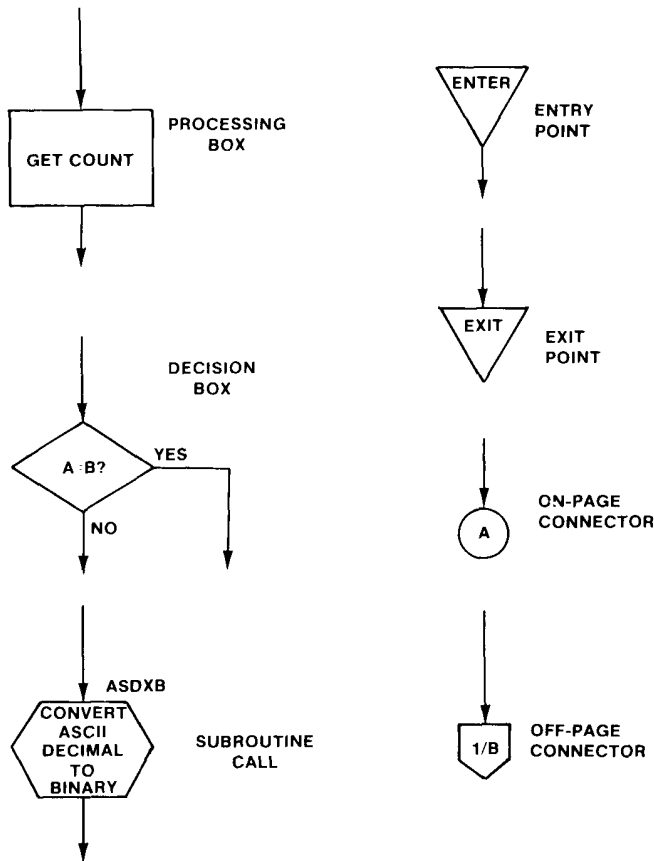 GET COUNT
PROCESSING
BOX
DECISION
BOX
A=B?
YES
NO
ASDXB
CONVERT
ASCII
DECIMAL
TO
BINARY
SUBROUTINE
CALL
ENTER
ENTRY
POINT
EXIT
EXIT
POINT
A
ON-PAGE
CONNECTOR
1/B
OFF-PAGE
CONNECTOR